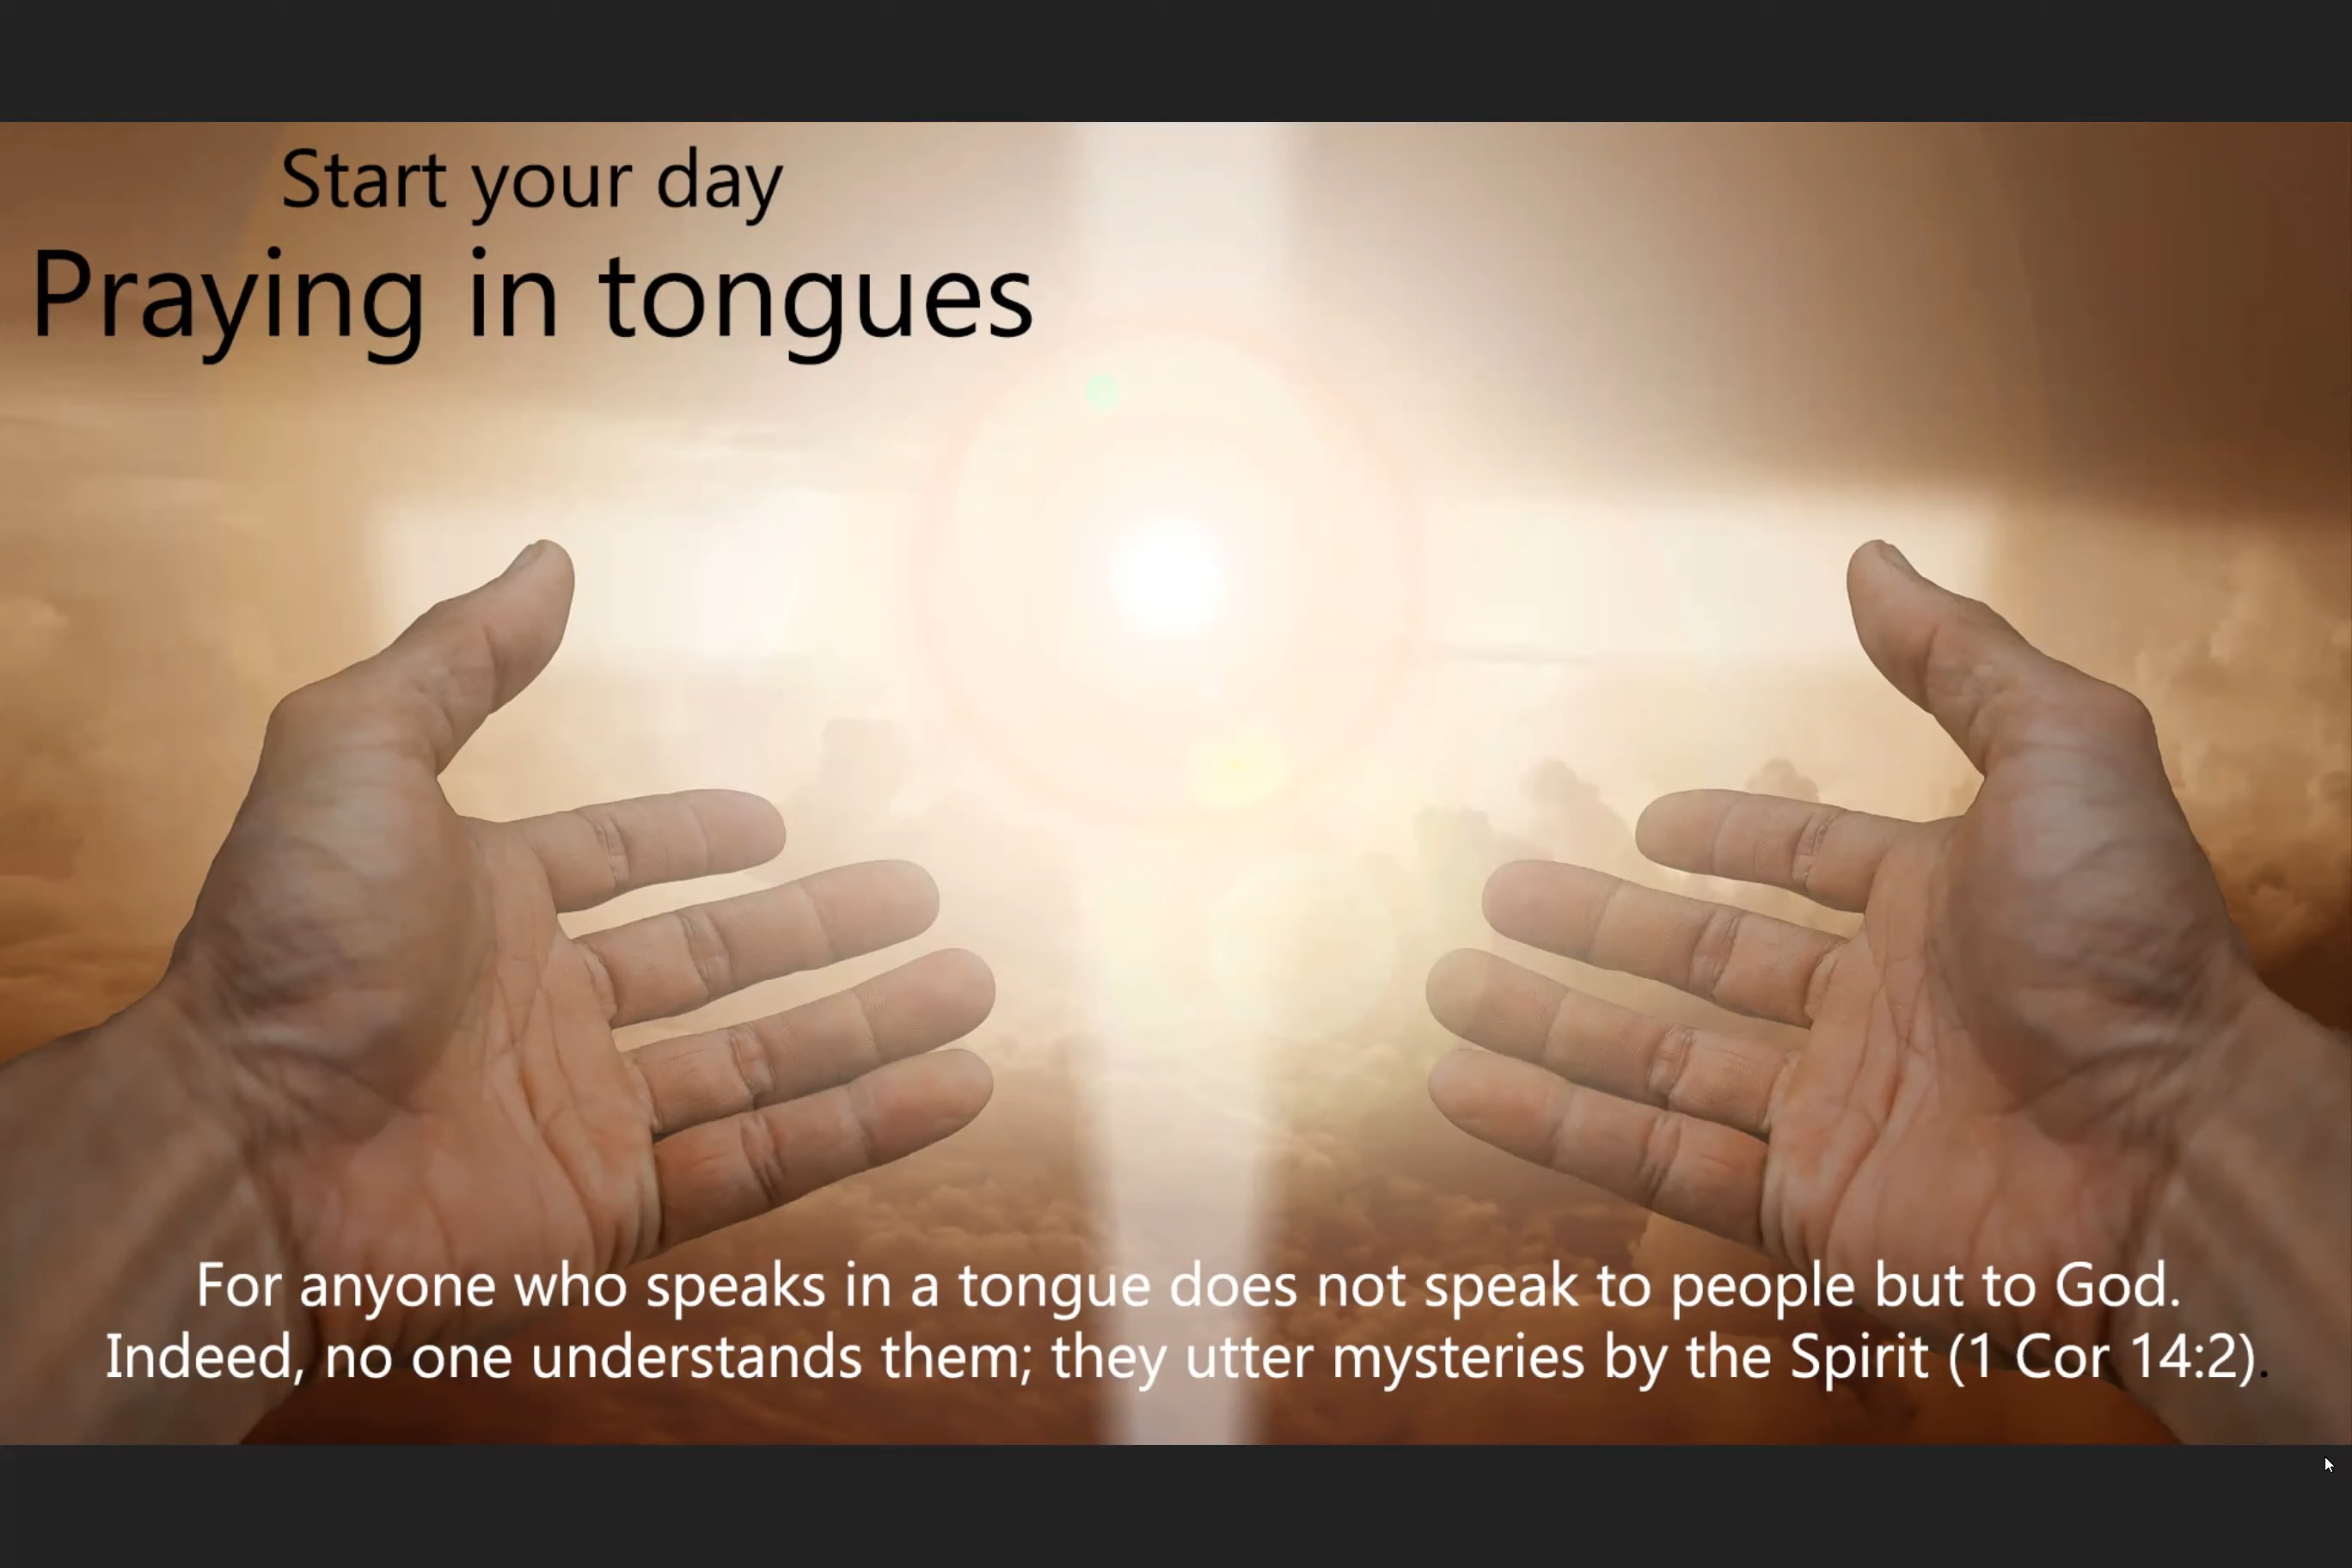 Start your day
Praying in tongues
For anyone who speaks in a tongue does not speak to people but to God.
Indeed, no one understands them; they utter mysteries by the Spirit (1 Cor 14:2).